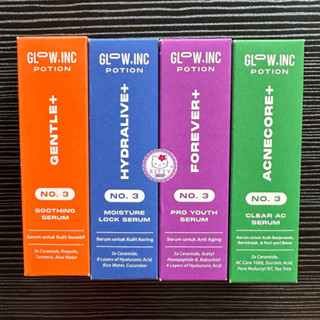 GLOW.INC
POTION
GENTLE+
NO. 3
SOOTHING
SERUM
Serum untuk Kulit Sensitif
5x Ceramide, Propolis,
Turmeric, Aloe Water
GLOW.INC
POTION
HYDRALIVE+
NO. 3
MOISTURE
LOCK SERUM
Serum untuk Kulit Kering
5x Ceramide,
8 Layers of Hyaluronic Acid,
Rice Water, Cucumber
GLOW.INC
POTION
FOREVER+
NO. 3
PRO YOUTH
SERUM
Serum untuk Anti Aging
5x Ceramide, Acetyl
Hexapeptide 8, Bakuchiol
4 Layers of Hyaluronic Acid
GLOW.INC
POTION
ACNECORE+
NO. 3
CLEAR AC
SERUM
Serum untuk Kulit Berjerawat,
Berminyak, & Pori-pori Besar
5x Ceramide,
AC Care 1000, Succinic Acid,
Pore Reductyl NT, Tea Tree